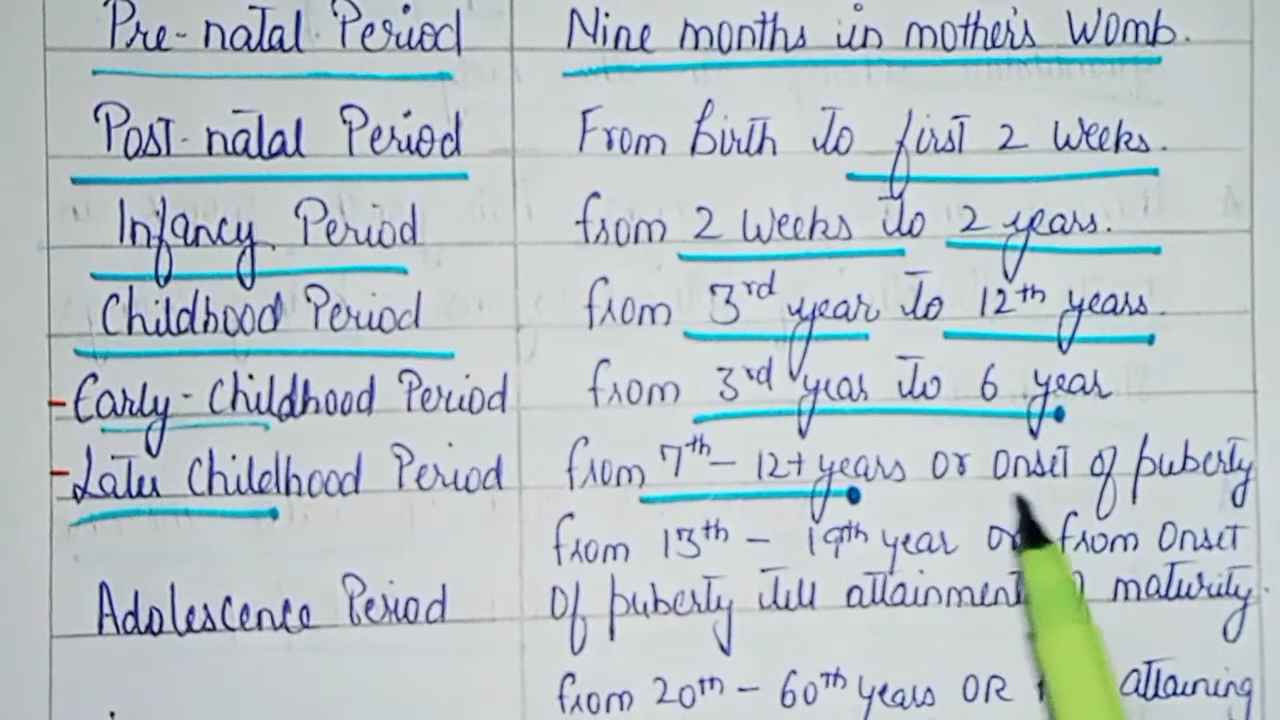 Pre-natal Period Nine months in mother's womb.
Post-natal Period From birth to first 2 weeks.
Infancy Period from 2 weeks to 2 years.
Childhood Period from 3rd year to 12th years.
- Early-Childhood Period from 3rd year to 6 year
- Later Childhood Period from 7th - 12+ years or onset of puberty
from 13th - 19th year or from onset
Adolescence Period of puberty till attainment maturity.
from 20th - 60th years OR attaining